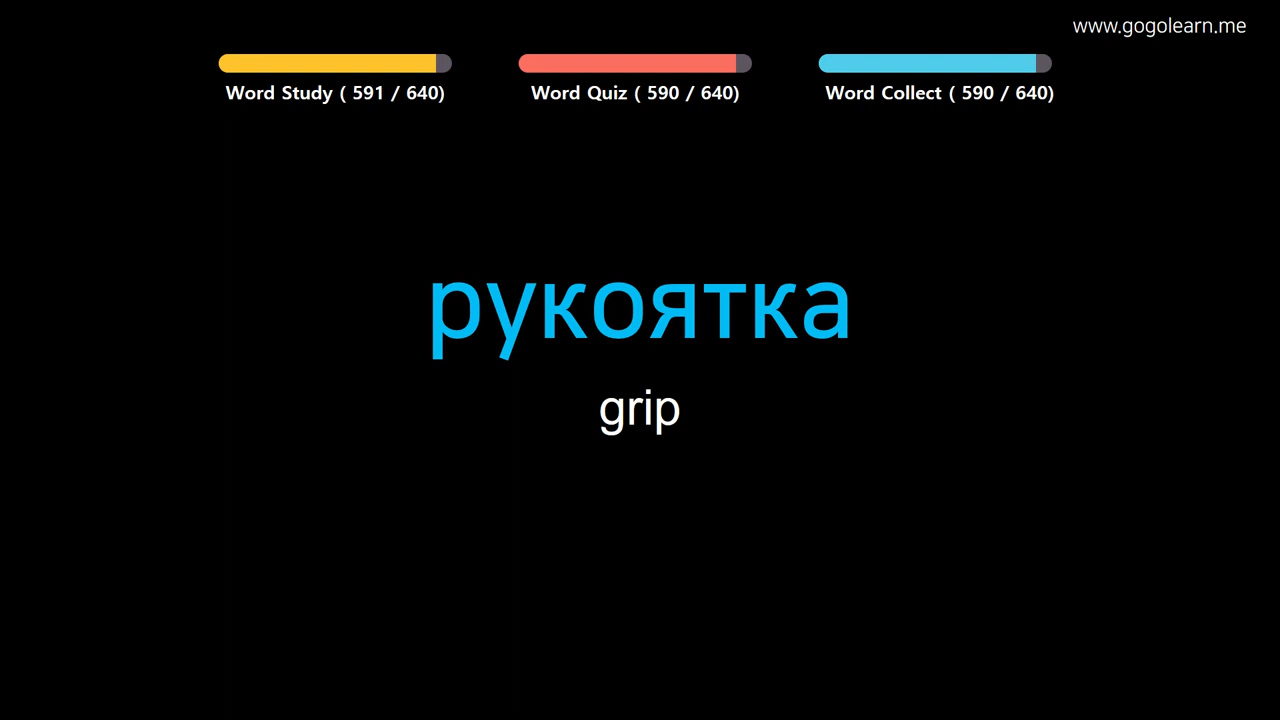 www.gogolearn.me
Word Study ( 591 / 640)
Word Quiz ( 590 / 640)
Word Collect ( 590 / 640)
рукоятка
grip